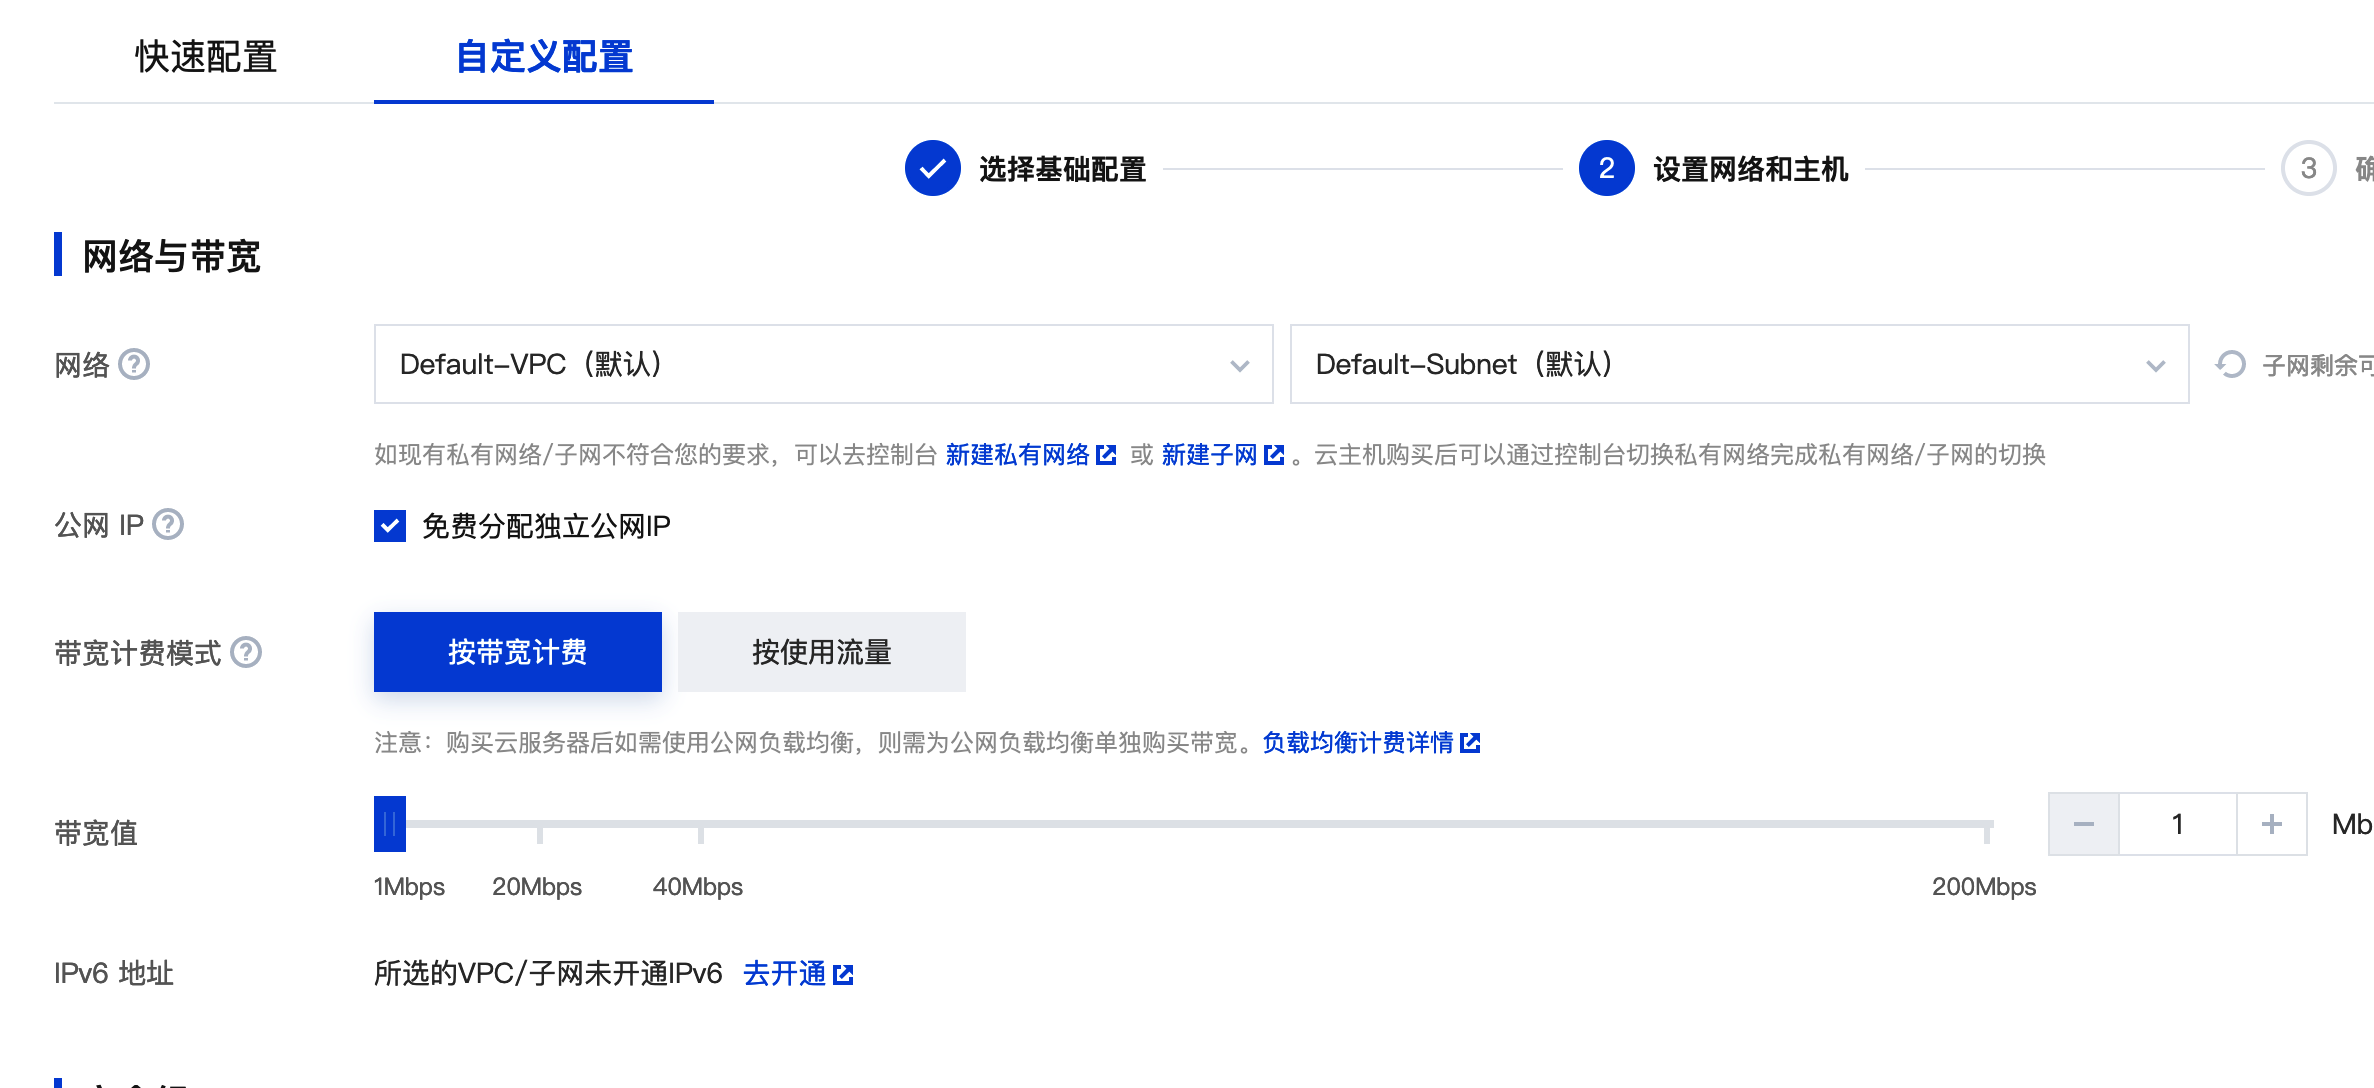 快速配置 自定义配置
选择基础配置 2 设置网络和主机 3
网络与带宽
网络 Default-VPC（默认） Default-Subnet（默认） 子网剩余可
如现有私有网络/子网不符合您的要求，可以去控制台 新建私有网络 或 新建子网 。云主机购买后可以通过控制台切换私有网络完成私有网络/子网的切换
公网 IP 免费分配独立公网IP
带宽计费模式 按带宽计费 按使用流量
注意：购买云服务器后如需使用公网负载均衡，则需为公网负载均衡单独购买带宽。负载均衡计费详情
带宽值 1 Mb
1Mbps 20Mbps 40Mbps 200Mbps
IPv6 地址 所选的VPC/子网未开通IPv6 去开通